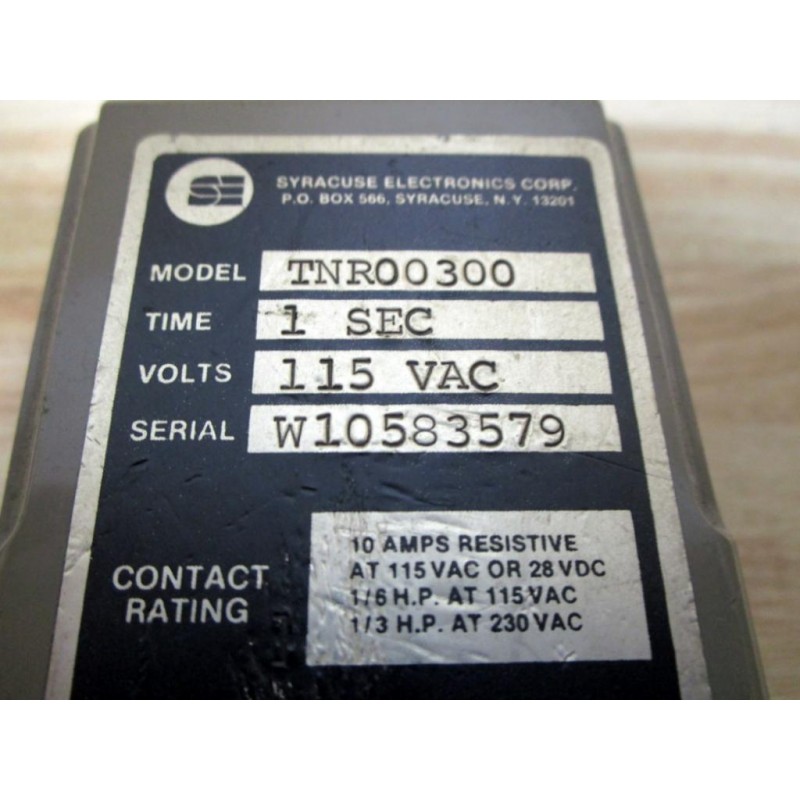 SE
SYRACUSE ELECTRONICS CORP.
P.O. BOX 566, SYRACUSE, N.Y. 13201
MODEL TNR00300
TIME 1 SEC
VOLTS 115 VAC
SERIAL W10583579
CONTACT RATING
10 AMPS RESISTIVE
AT 115 VAC OR 28 VDC
1/6 H.P. AT 115 VAC
1/3 H.P. AT 230 VAC